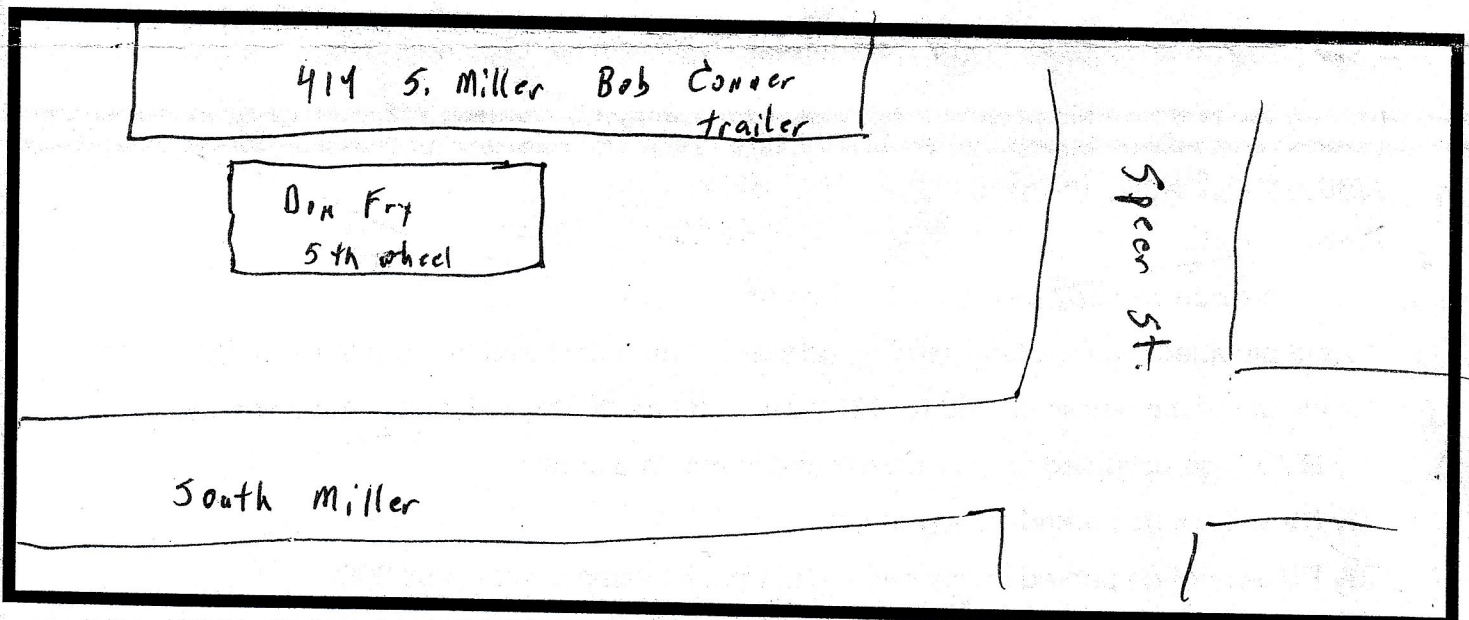 414 S. Miller Bob Conner
trailer
Don Fry
5th wheel
Speer St.
South Miller